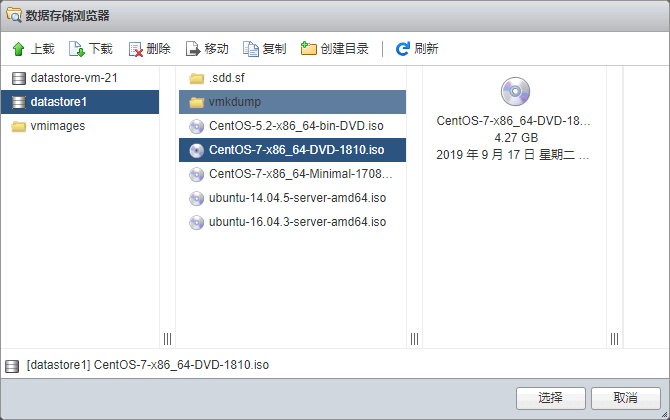 数据存储浏览器
上载 下载 删除 移动 复制 创建目录 刷新
datastore-vm-21
datastore1
vmimages
.sdd.sf
vmkdump
CentOS-5.2-x86_64-bin-DVD.iso
CentOS-7-x86_64-DVD-1810.iso
CentOS-7-x86_64-Minimal-1708...
ubuntu-14.04.5-server-amd64.iso
ubuntu-16.04.3-server-amd64.iso
CentOS-7-x86_64-DVD-18...
4.27 GB
2019 年 9 月 17 日 星期二 ...
[datastore1] CentOS-7-x86_64-DVD-1810.iso
选择 取消